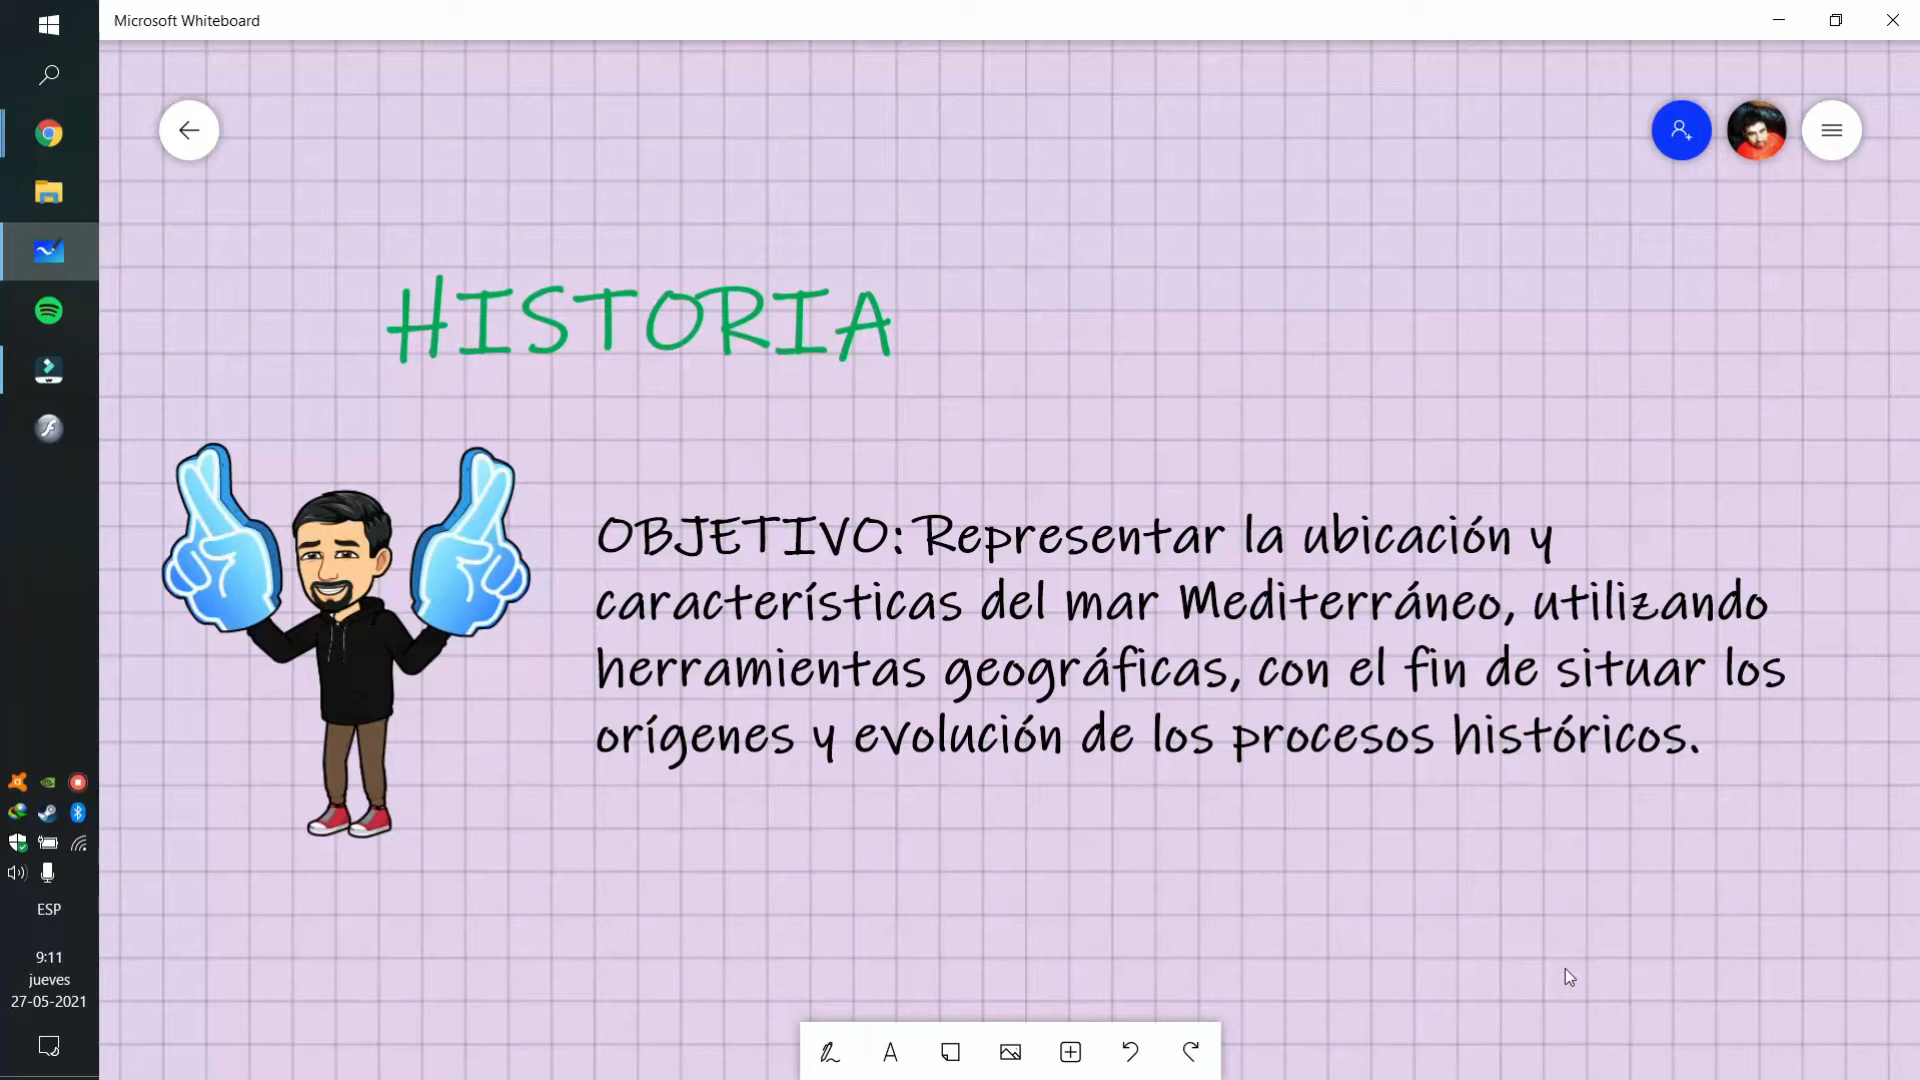 Microsoft Whiteboard
HISTORIA
OBJETIVO: Representar la ubicación y
características del mar Mediterráneo, utilizando
herramientas geográficas, con el fin de situar los
orígenes y evolución de los procesos históricos.
ESP
9:11
jueves
27-05-2021